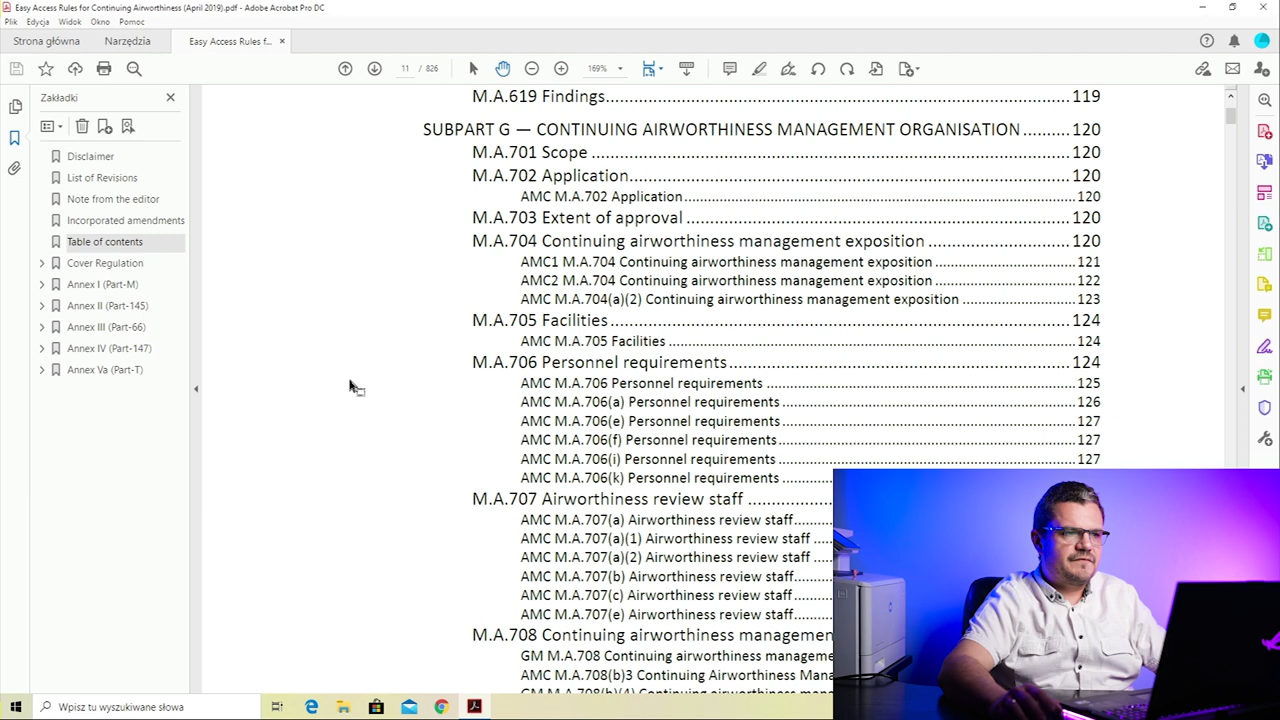 Easy Access Rules for Continuing Airworthiness (April 2019).pdf - Adobe Acrobat Pro DC
Plik Edycja Widok Okno Pomoc
Strona główna Narzędzia Easy Access Rules f... ×
11 / 826 169%
Zakładki
Disclaimer
List of Revisions
Note from the editor
Incorporated amendments
Table of contents
Cover Regulation
Annex I (Part-M)
Annex II (Part-145)
Annex III (Part-66)
Annex IV (Part-147)
Annex Va (Part-T)
M.A.619 Findings 119
SUBPART G — CONTINUING AIRWORTHINESS MANAGEMENT ORGANISATION 120
M.A.701 Scope 120
M.A.702 Application 120
AMC M.A.702 Application 120
M.A.703 Extent of approval 120
M.A.704 Continuing airworthiness management exposition 120
AMC1 M.A.704 Continuing airworthiness management exposition 121
AMC2 M.A.704 Continuing airworthiness management exposition 122
AMC M.A.704(a)(2) Continuing airworthiness management exposition 123
M.A.705 Facilities 124
AMC M.A.705 Facilities 124
M.A.706 Personnel requirements 124
AMC M.A.706 Personnel requirements 125
AMC M.A.706(a) Personnel requirements 126
AMC M.A.706(e) Personnel requirements 127
AMC M.A.706(f) Personnel requirements 127
AMC M.A.706(i) Personnel requirements 127
AMC M.A.706(k) Personnel requirements
M.A.707 Airworthiness review staff
AMC M.A.707(a) Airworthiness review staff
AMC M.A.707(a)(1) Airworthiness review staff
AMC M.A.707(a)(2) Airworthiness review staff
AMC M.A.707(b) Airworthiness review staff
AMC M.A.707(c) Airworthiness review staff
AMC M.A.707(e) Airworthiness review staff
M.A.708 Continuing airworthiness management
GM M.A.708 Continuing airworthiness manageme
AMC M.A.708(b)3 Continuing Airworthiness Mana
GM M.A.708(b)(4) Continuing airworthiness mana
Wpisz tu wyszukiwane słowa